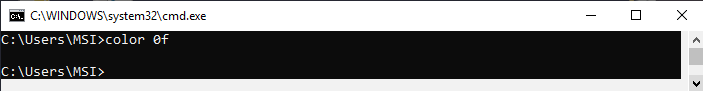 C:\WINDOWS\system32\cmd.exe
C:\Users\MSI>color 0f
C:\Users\MSI>